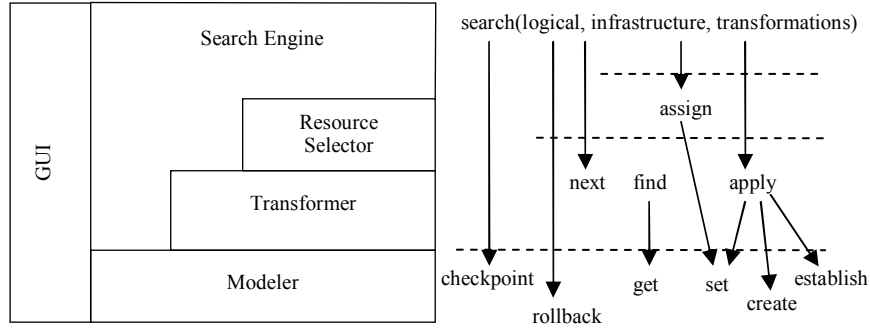 GUI
Search Engine
Resource
Selector
Transformer
Modeler
search(logical, infrastructure, transformations)
assign
next find apply
checkpoint get set establish
rollback create